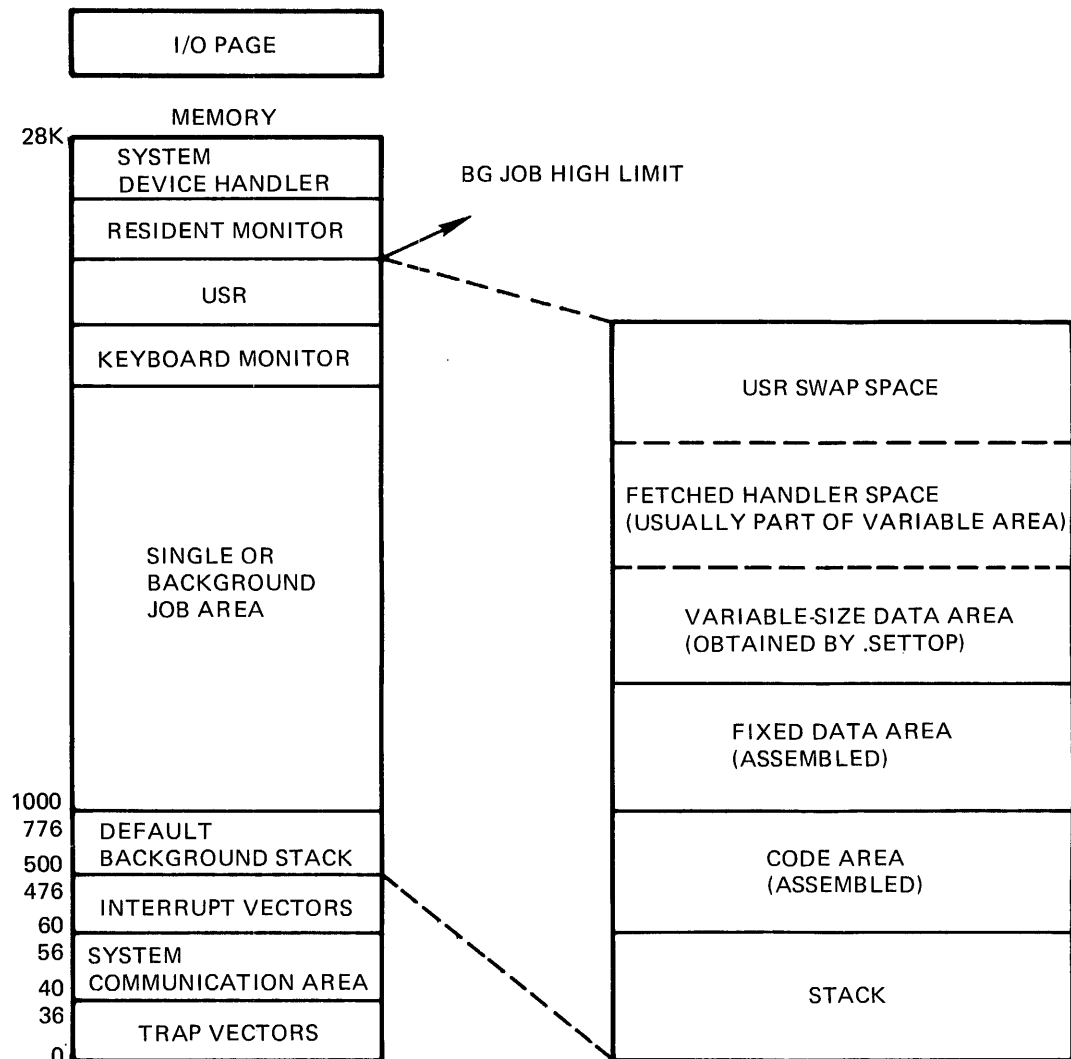 I/O PAGE
MEMORY
28K
SYSTEM
DEVICE HANDLER
BG JOB HIGH LIMIT
RESIDENT MONITOR
USR
KEYBOARD MONITOR
SINGLE OR
BACKGROUND
JOB AREA
1000
776
DEFAULT
BACKGROUND STACK
500
476
INTERRUPT VECTORS
60
56
SYSTEM
COMMUNICATION AREA
40
36
TRAP VECTORS
0
USR SWAP SPACE
FETCHED HANDLER SPACE
(USUALLY PART OF VARIABLE AREA)
VARIABLE-SIZE DATA AREA
(OBTAINED BY .SETTOP)
FIXED DATA AREA
(ASSEMBLED)
CODE AREA
(ASSEMBLED)
STACK